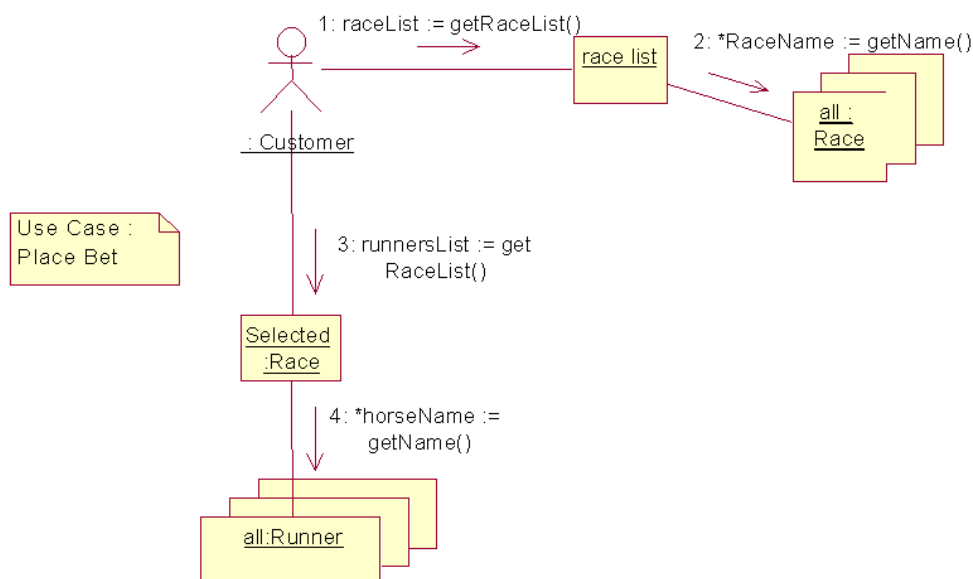 1: raceList := getRaceList()
race list
2: *RaceName := getName()
all :
Race
: Customer
Use Case :
Place Bet
3: runnersList := get
RaceList()
Selected
:Race
4: *horseName :=
getName()
all:Runner